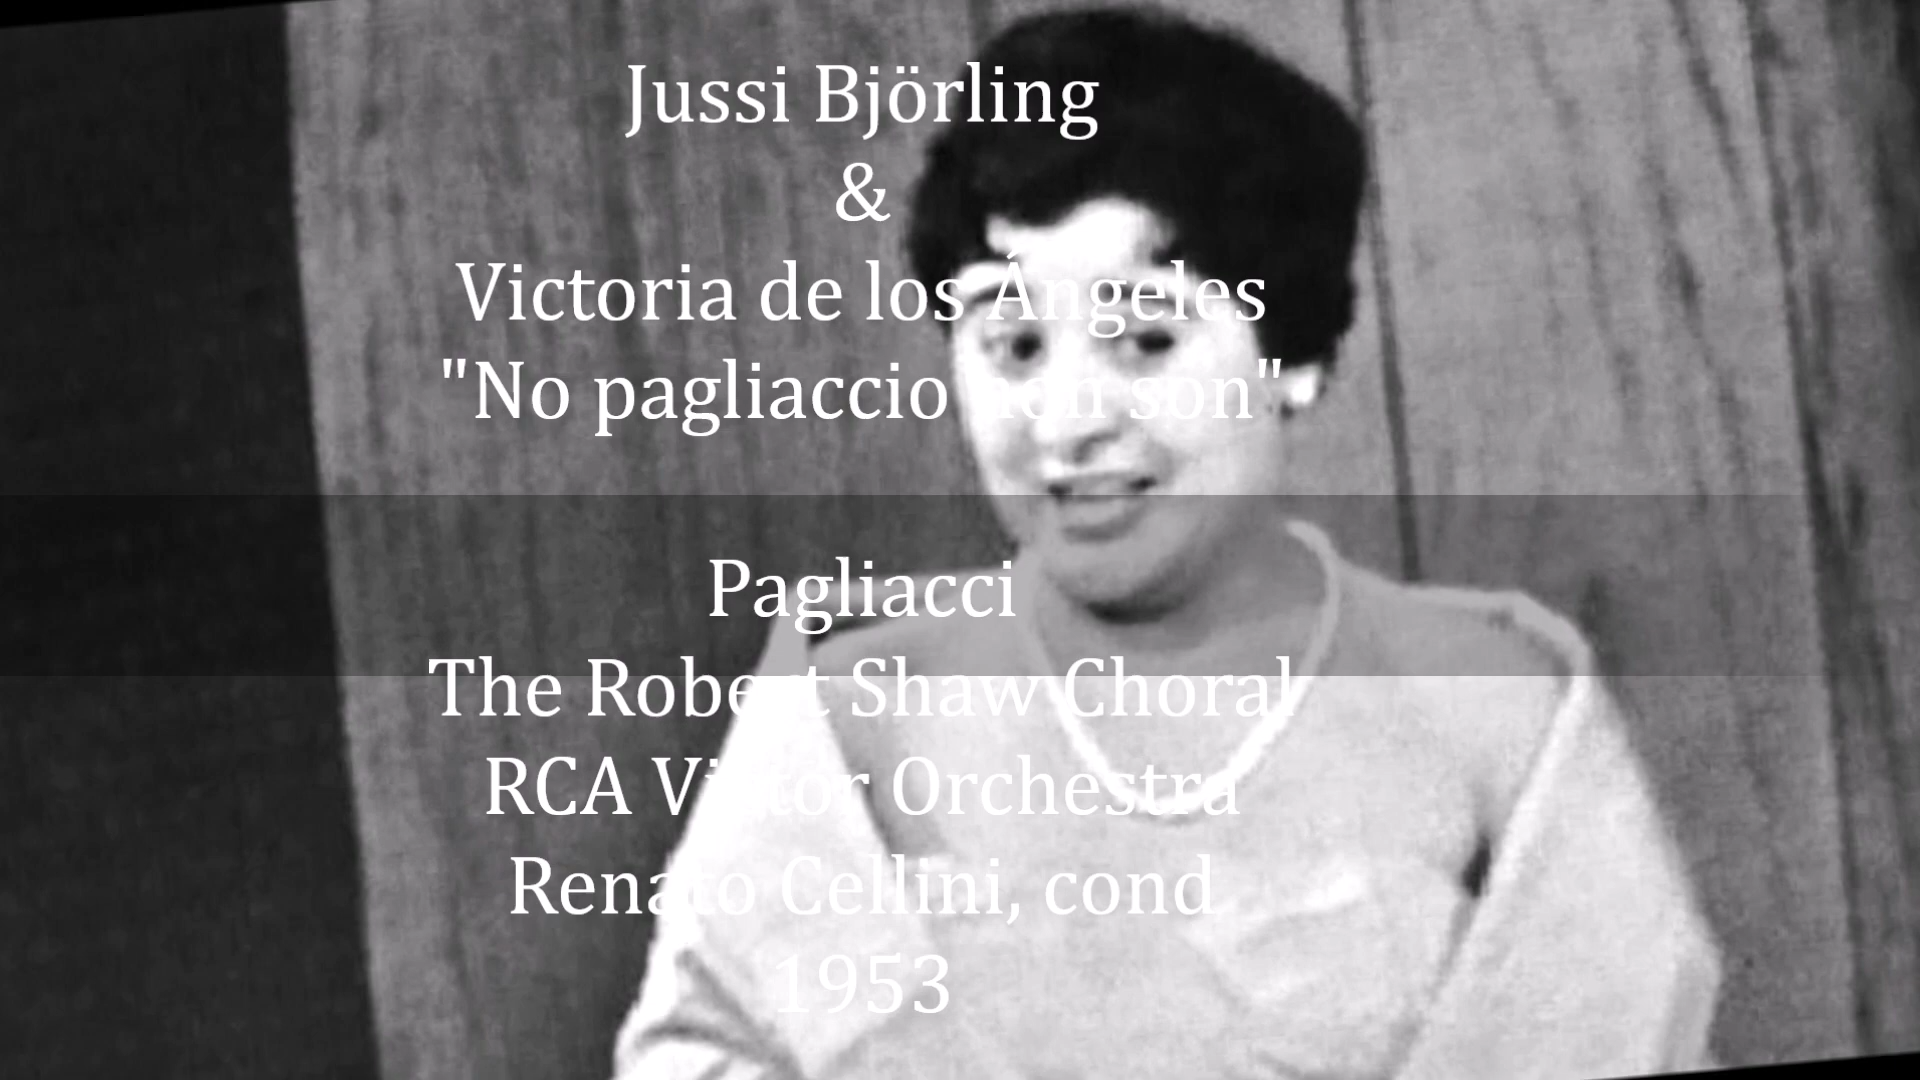 Jussi Björling
&
Victoria de los Ángeles
"No pagliaccio non son"
Pagliacci
The Robert Shaw Choral
RCA Victor Orchestra
Renato Cellini, cond
1953